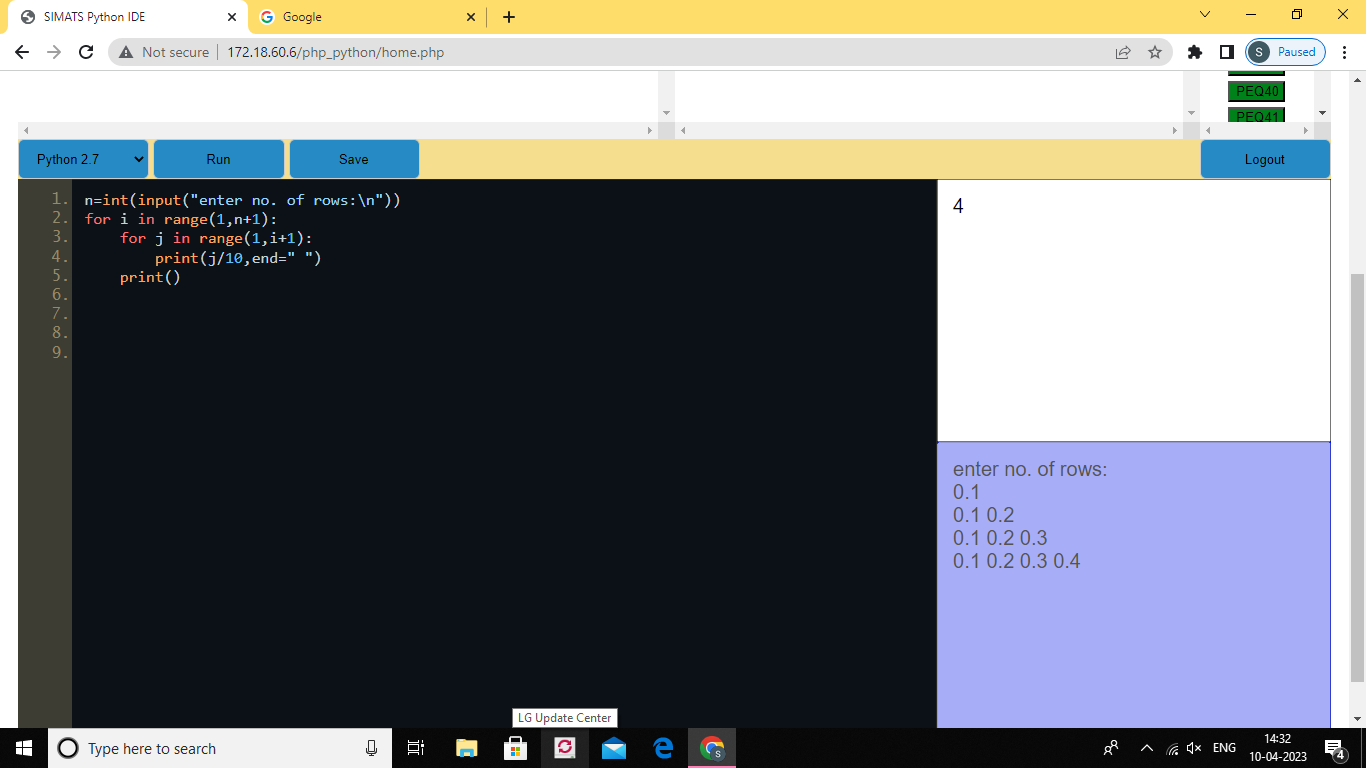 SIMATS Python IDE
Google
Not secure
172.18.60.6/php_python/home.php
S
Paused
PEQ40
PEQ41
Python 2.7
Run
Save
Logout
1. n=int(input("enter no. of rows:\n"))
2. for i in range(1,n+1):
3.     for j in range(1,i+1):
4.         print(j/10,end=" ")
5.     print()
6.
7.
8.
9.
4
enter no. of rows:
0.1
0.1 0.2
0.1 0.2 0.3
0.1 0.2 0.3 0.4
LG Update Center
Type here to search
S
ENG
14:32
10-04-2023
4